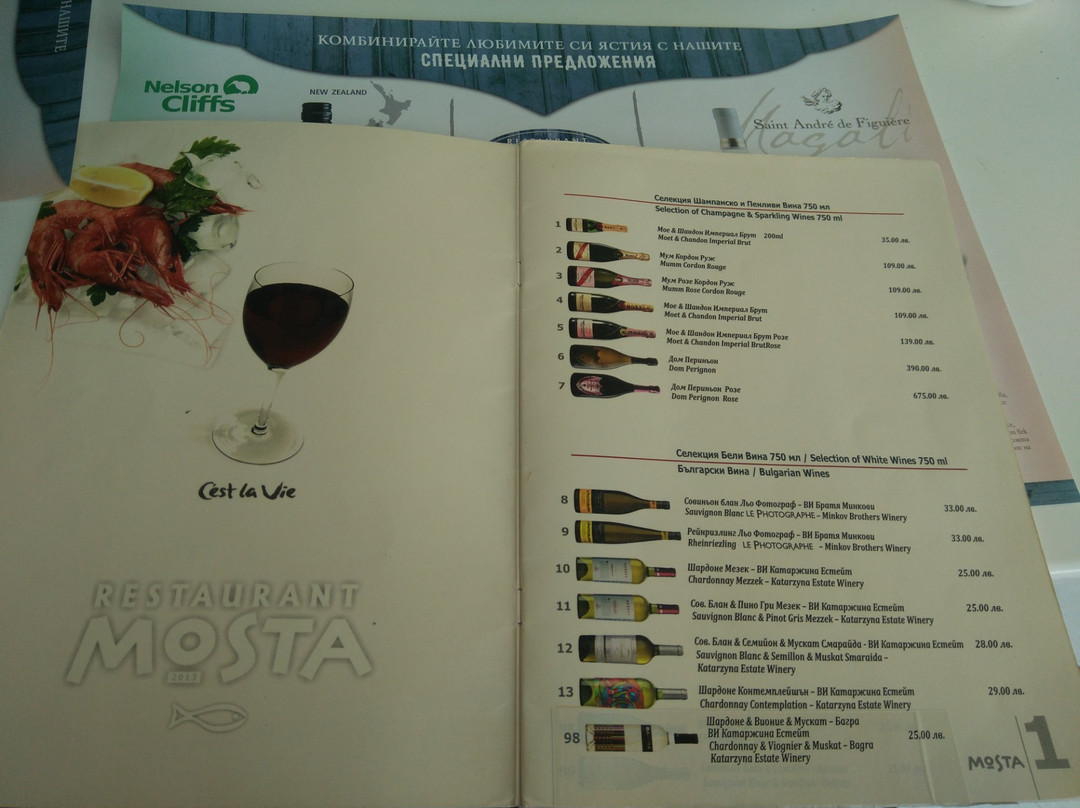 НАШИТЕ
КОМБИНИРАЙТЕ ЛЮБИМИТЕ СИ ЯСТИЯ С НАШИТЕ
СПЕЦИАЛНИ ПРЕДЛОЖЕНИЯ
Nelson
Cliffs
NEW ZEALAND
RESTAURANT
Saint André de Figuière
Magali
C'est la Vie
RESTAURANT
MOSTA
2013
Селекция Шампанско и Пенливи Вина 750 мл
Selection of Champagne & Sparkling Wines 750 ml
1 Мое & Шандон Империал Брут 200ml
Moet & Chandon Imperial Brut 35.00 лв.
2 Мум Кордон Руж
Mumm Cordon Rouge 109.00 лв.
3 Мум Розе Кордон Руж
Mumm Rose Cordon Rouge 109.00 лв.
4 Мое & Шандон Империал Брут
Moet & Chandon Imperial Brut 109.00 лв.
5 Мое & Шандон Империал Брут Розе
Moet & Chandon Imperial BrutRose 139.00 лв.
6 Дом Периньон
Dom Perignon 390.00 лв.
7 Дом Периньон Розе
Dom Perignon Rose 675.00 лв.
Селекция Бели Вина 750 мл / Selection of White Wines 750 ml
Български Вина / Bulgarian Wines
8 Совиньон блан Льо Фотограф – ВИ Братя Минкови 33.00 лв.
Sauvignon Blanc LE PHOTOGRAPHE – Minkov Brothers Winery
9 Рейнризлинг Льо Фотограф – ВИ Братя Минкови 33.00 лв.
Rheinriezling LE PHOTOGRAPHE – Minkov Brothers Winery
10 Шардоне Мезек – ВИ Катаржина Естейт 25.00 лв.
Chardonnay Mezzek – Katarzyna Estate Winery
11 Сов. Блан & Пино Гри Мезек – ВИ Катаржина Естейт 25.00 лв.
Sauvignon Blanc & Pinot Gris Mezzek – Katarzyna Estate Winery
12 Сов. Блан & Семийон & Мускат Смарайда - ВИ Катаржина Естейт 28.00 лв.
Sauvignon Blanc & Semillon & Muskat Smaraida –
Katarzyna Estate Winery
13 Шардоне Контемплейшън – ВИ Катаржина Естейт 29.00 лв.
Chardonnay Contemplation – Katarzyna Estate Winery
98 Шардоне & Вионие & Мускат – Багра
ВИ Катаржина Естейт 25.00 лв.
Chardonnay & Viognier & Muskat – Bagra
Katarzyna Estate Winery
MOSTA 1